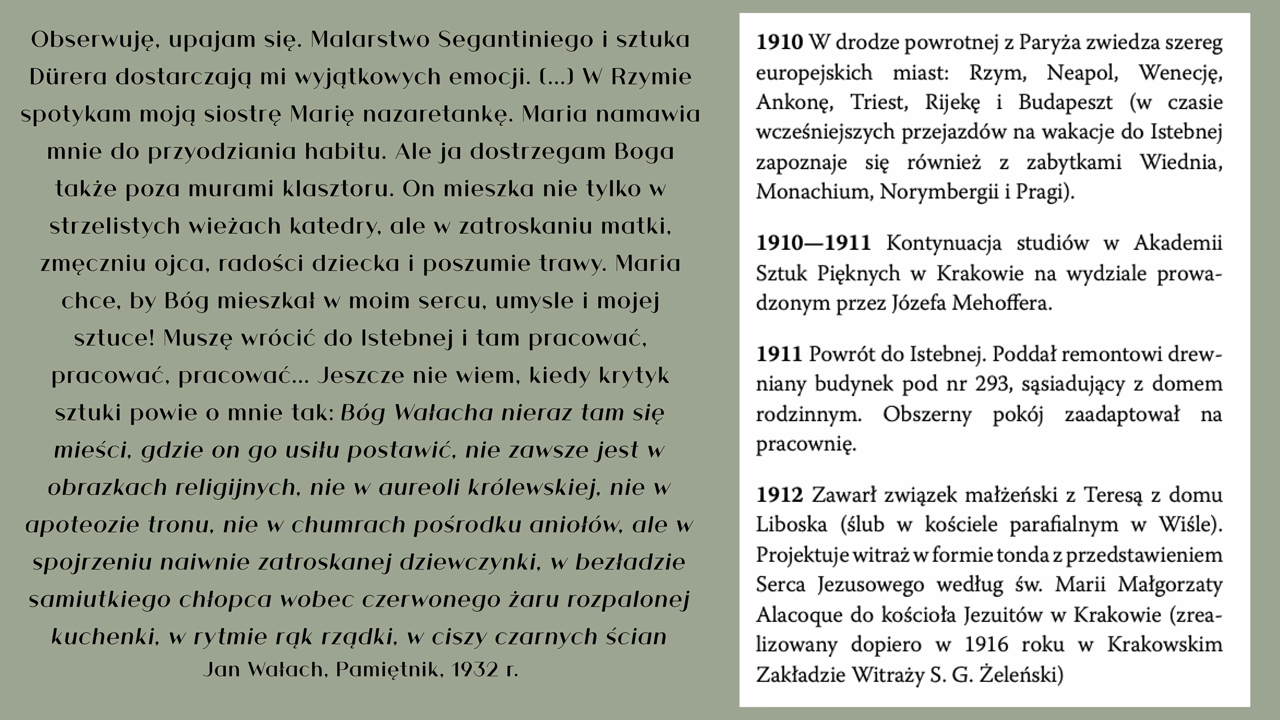 Obserwuję, upajam się. Malarstwo Segantiniego i sztuka
Dürera dostarczają mi wyjątkowych emocji. (...) W Rzymie
spotykam moją siostrę Marię nazaretankę. Maria namawia
mnie do przyodziania habitu. Ale ja dostrzegam Boga
także poza murami klasztoru. On mieszka nie tylko w
strzelistych wieżach katedry, ale w zatroskaniu matki,
zmęczniu ojca, radości dziecka i poszumie trawy. Maria
chce, by Bóg mieszkał w moim sercu, umysle i mojej
sztuce! Muszę wrócić do Istebnej i tam pracować,
pracować, pracować... Jeszcze nie wiem, kiedy krytyk
sztuki powie o mnie tak: Bóg Wałacha nieraz tam się
mieści, gdzie on go usiłu postawić, nie zawsze jest w
obrazkach religijnych, nie w aureoli królewskiej, nie w
apoteozie tronu, nie w chumrach pośrodku aniołów, ale w
spojrzeniu naiwnie zatroskanej dziewczynki, w bezładzie
samiutkiego chłopca wobec czerwonego żaru rozpalonej
kuchenki, w rytmie rąk rządki, w ciszy czarnych ścian
Jan Wałach, Pamiętnik, 1932 r.
1910 W drodze powrotnej z Paryża zwiedza szereg
europejskich miast: Rzym, Neapol, Wenecję,
Ankonę, Triest, Rijekę i Budapeszt (w czasie
wcześniejszych przejazdów na wakacje do Istebnej
zapoznaje się również z zabytkami Wiednia,
Monachium, Norymbergii i Pragi).
1910—1911 Kontynuacja studiów w Akademii
Sztuk Pięknych w Krakowie na wydziale prowa-
dzonym przez Józefa Mehoffera.
1911 Powrót do Istebnej. Poddał remontowi drew-
niany budynek pod nr 293, sąsiadujący z domem
rodzinnym. Obszerny pokój zaadaptował na
pracownię.
1912 Zawarł związek małżeński z Teresą z domu
Liboska (ślub w kościele parafialnym w Wiśle).
Projektuje witraż w formie tonda z przedstawieniem
Serca Jezusowego według św. Marii Małgorzaty
Alacoque do kościoła Jezuitów w Krakowie (zrea-
lizowany dopiero w 1916 roku w Krakowskim
Zakładzie Witraży S. G. Żeleński)